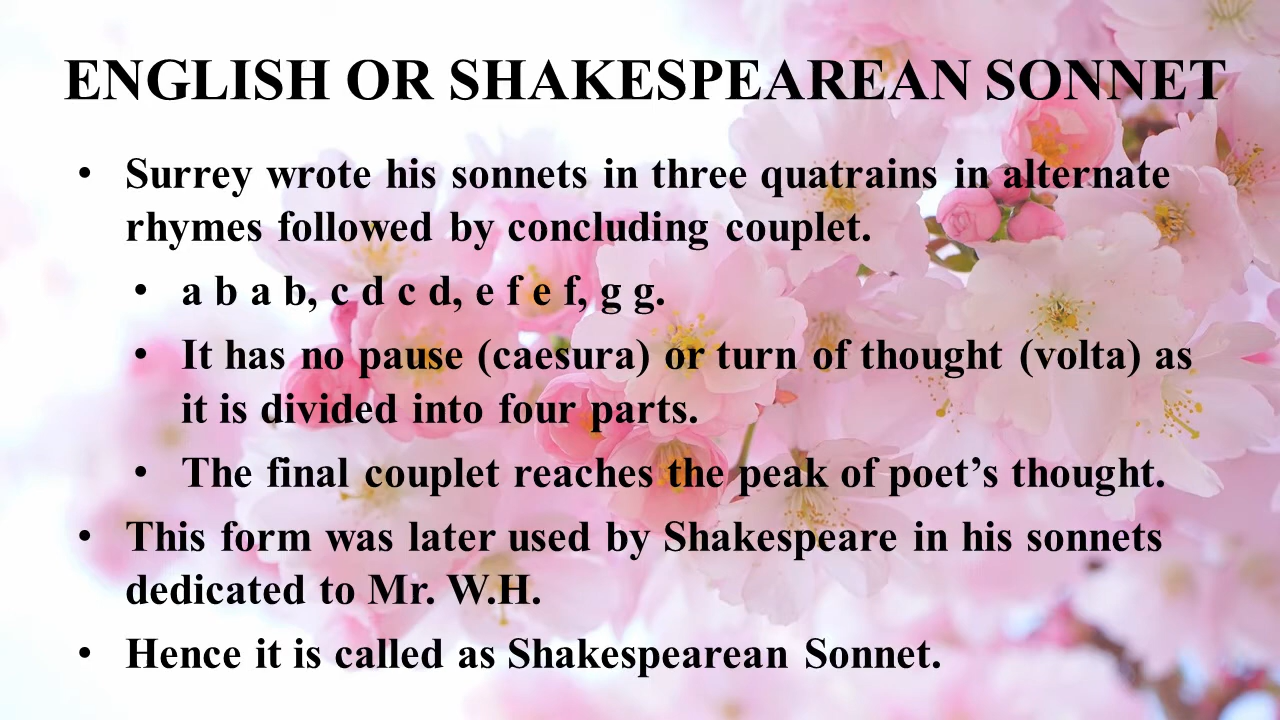 ENGLISH OR SHAKESPEAREAN SONNET
• Surrey wrote his sonnets in three quatrains in alternate
rhymes followed by concluding couplet.
• a b a b, c d c d, e f e f, g g.
• It has no pause (caesura) or turn of thought (volta) as
it is divided into four parts.
• The final couplet reaches the peak of poet’s thought.
• This form was later used by Shakespeare in his sonnets
dedicated to Mr. W.H.
• Hence it is called as Shakespearean Sonnet.